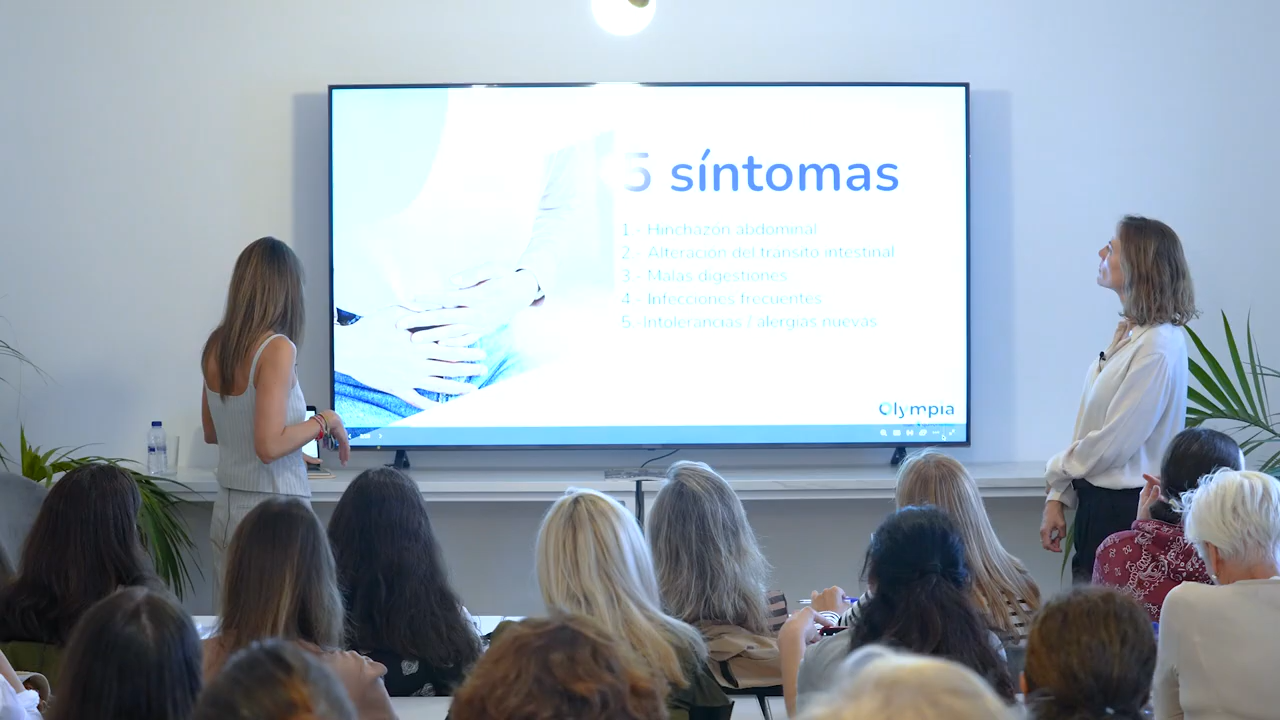 5 síntomas
1 - Hinchazón abdominal
2 - Alteración del tránsito intestinal
3 - Malas digestiones
4 - Infecciones frecuentes
5 - Intolerancias / alergias nuevas
Olympia